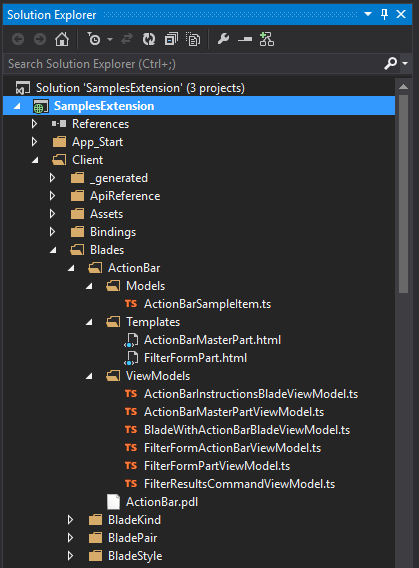 Solution Explorer
Search Solution Explorer (Ctrl+;)
Solution 'SamplesExtension' (3 projects)
SamplesExtension
References
App_Start
Client
_generated
ApiReference
Assets
Bindings
Blades
ActionBar
Models
TS ActionBarSampleItem.ts
Templates
ActionBarMasterPart.html
FilterFormPart.html
ViewModels
TS ActionBarInstructionsBladeViewModel.ts
TS ActionBarMasterPartViewModel.ts
TS BladeWithActionBarBladeViewModel.ts
TS FilterFormActionBarViewModel.ts
TS FilterFormPartViewModel.ts
TS FilterResultsCommandViewModel.ts
ActionBar.pdl
BladeKind
BladePair
BladeStyle